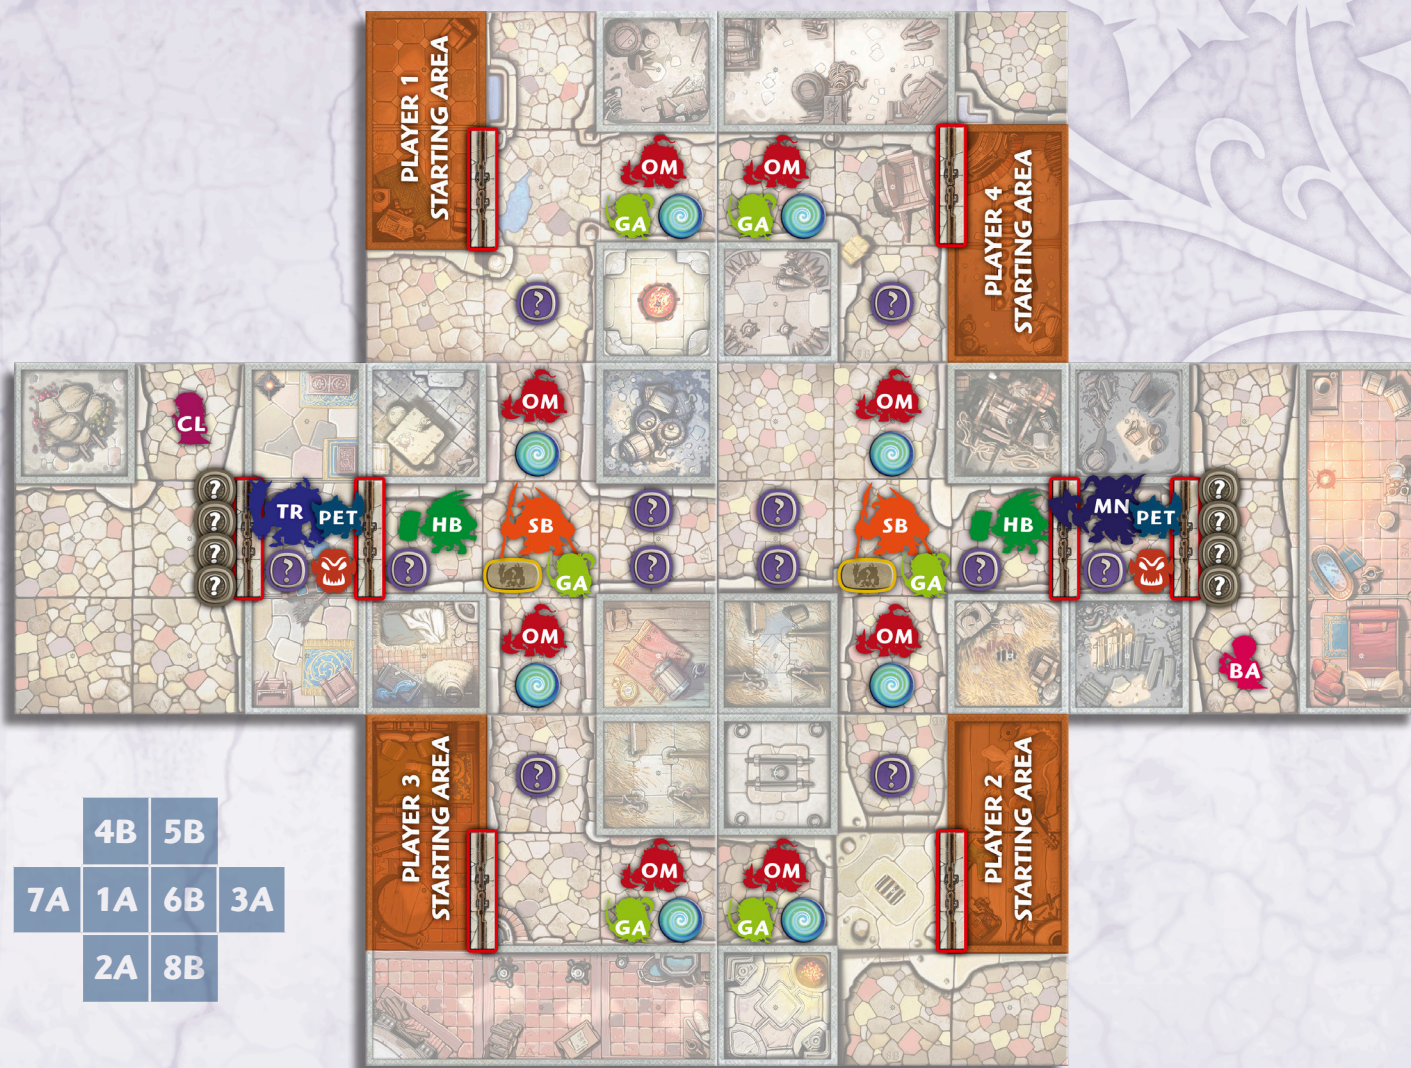 PLAYER 1
STARTING AREA
OM
OM
GA
GA
PLAYER 4
STARTING AREA
?
?
CL
OM
OM
?
?
?
?
TR
PET
?
HB
SB
GA
?
?
?
?
?
SB
GA
HB
?
MN
PET
?
?
?
?
?
OM
OM
BA
PLAYER 3
STARTING AREA
?
?
PLAYER 2
STARTING AREA
OM
OM
GA
GA
4B 5B
7A 1A 6B 3A
2A 8B